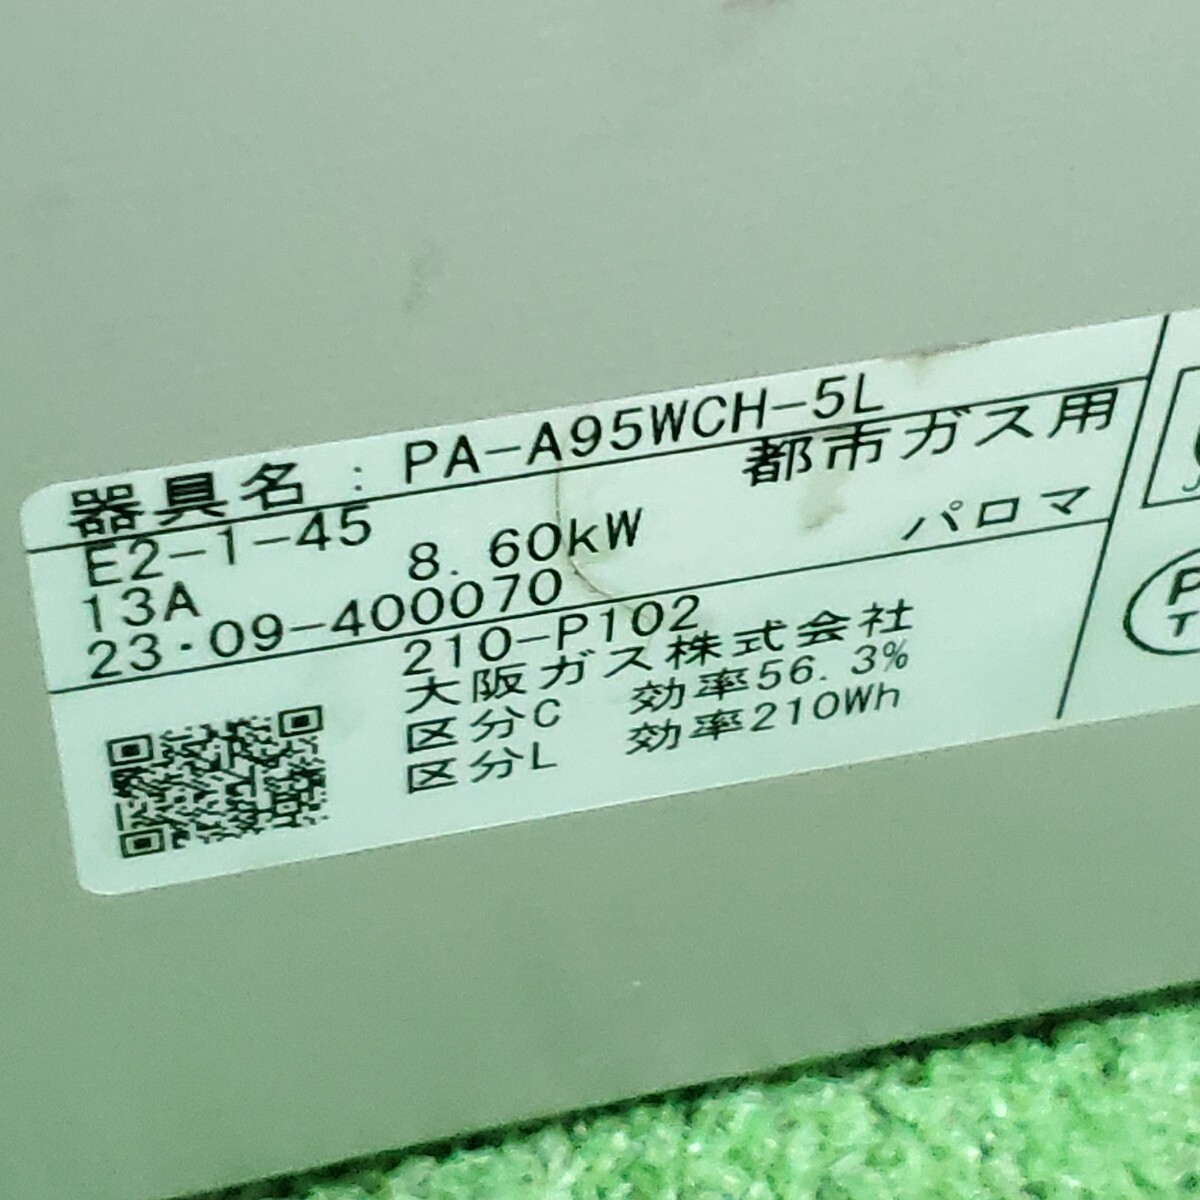 器具名 : PA-A95WCH-5L
E2-1-45 都市ガス用
13A 8.60kW
23・09-400070 パロマ
210-P102
大阪ガス株式会社
区分C 効率56.3%
区分L 効率210Wh